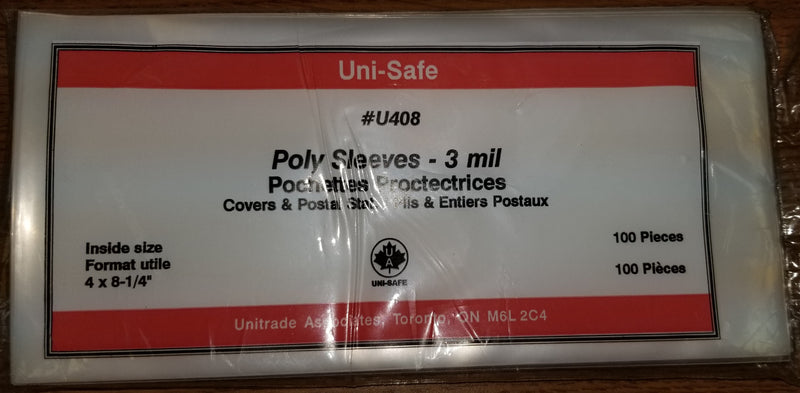 Uni-Safe
#U408
Poly Sleeves - 3 mil
Pochettes Proctectrices
Covers & Postal & Entiers Postaux
Inside size
Format utile
4 x 8-1/4"
100 Pieces
100 Pièces
UA
UNI-SAFE
Unitrade Associates, Toronto, ON M6L 2C4